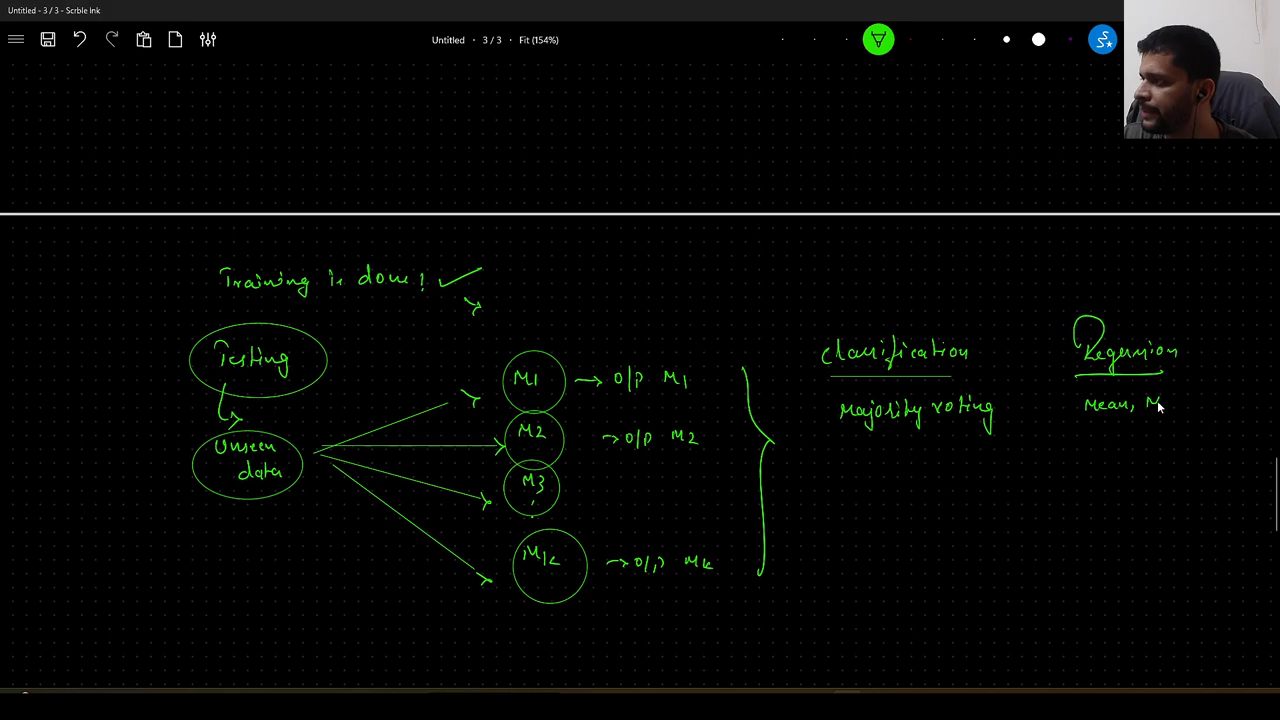 Untitled - 3 / 3 - Scrble Ink
Untitled • 3 / 3 • Fit (154%)
Training is done! ✓
Testing
Unseen
data
M1 → O/P M1
M2 → O/P M2
M3
MK → O/P MK
Classification
Majority voting
Regression
Mean, M